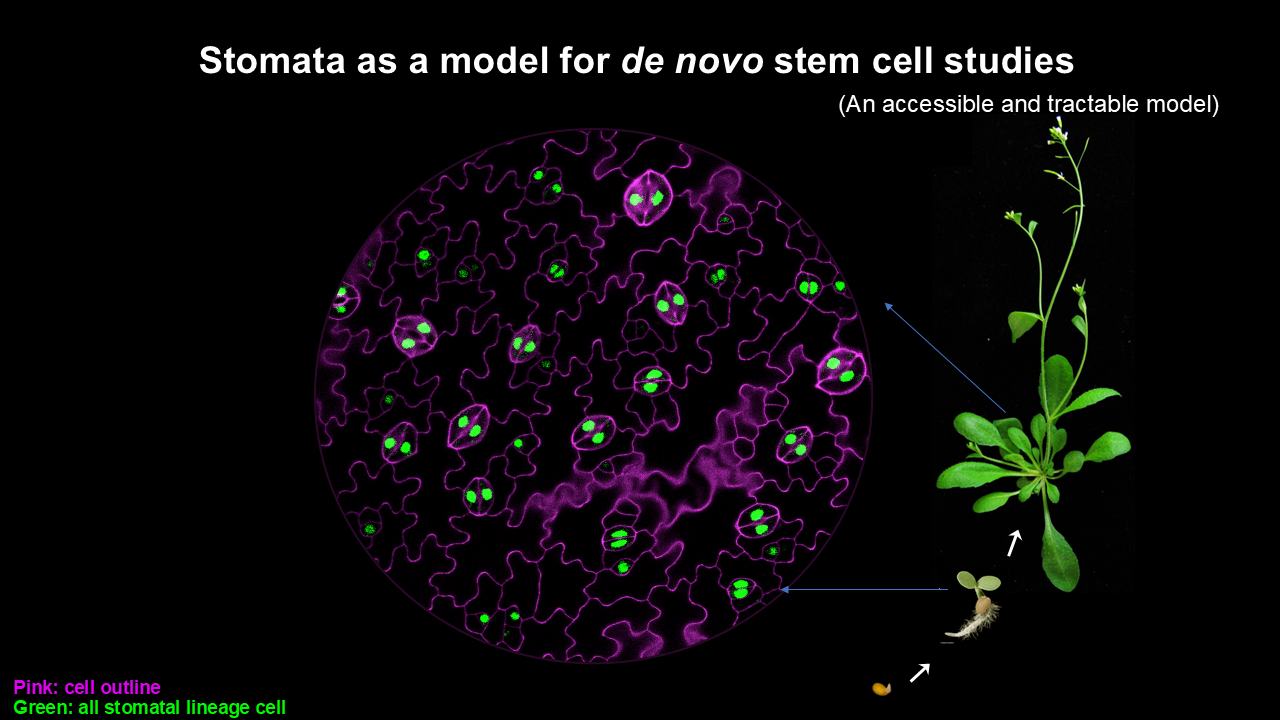 Stomata as a model for de novo stem cell studies
(An accessible and tractable model)
Pink: cell outline
Green: all stomatal lineage cell